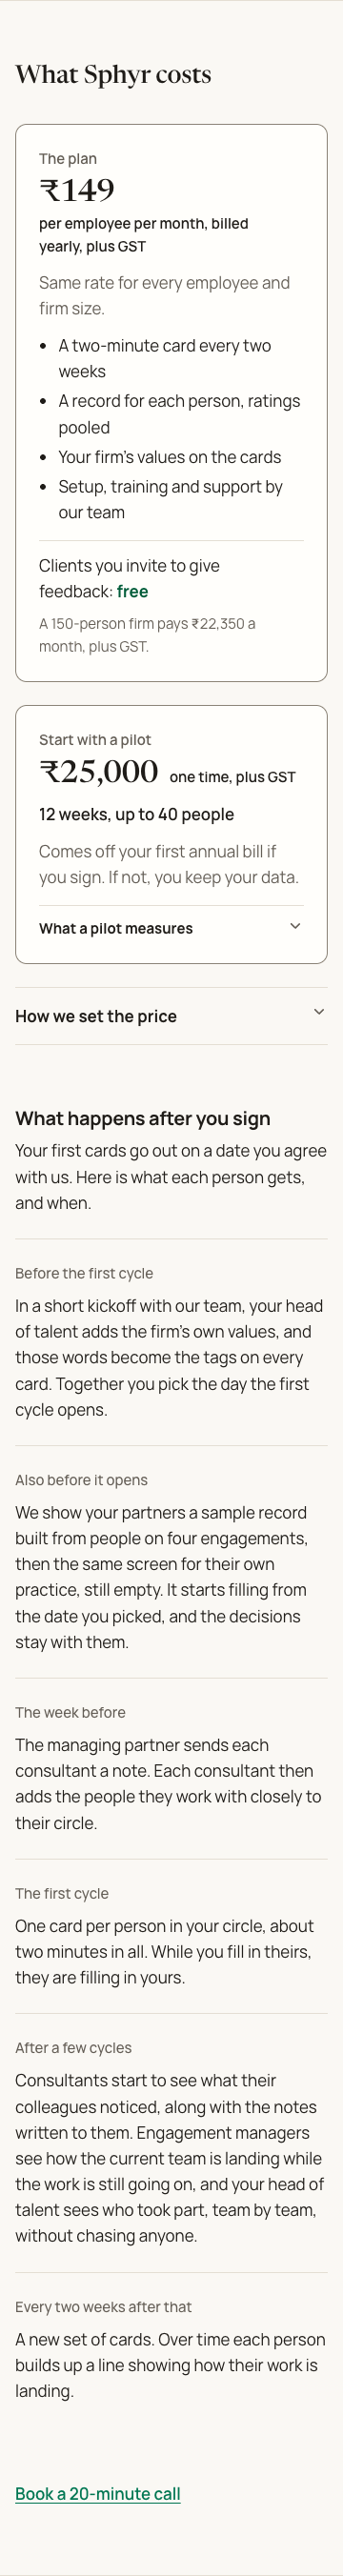 What Sphyr costs
The plan
₹149
per employee per month, billed
yearly, plus GST
Same rate for every employee and
firm size.
• A two-minute card every two
weeks
• A record for each person, ratings
pooled
• Your firm's values on the cards
• Setup, training and support by
our team
Clients you invite to give
feedback: free
A 150-person firm pays ₹22,350 a
month, plus GST.
Start with a pilot
₹25,000 one time, plus GST
12 weeks, up to 40 people
Comes off your first annual bill if
you sign. If not, you keep your data.
What a pilot measures
How we set the price
What happens after you sign
Your first cards go out on a date you agree
with us. Here is what each person gets,
and when.
Before the first cycle
In a short kickoff with our team, your head
of talent adds the firm's own values, and
those words become the tags on every
card. Together you pick the day the first
cycle opens.
Also before it opens
We show your partners a sample record
built from people on four engagements,
then the same screen for their own
practice, still empty. It starts filling from
the date you picked, and the decisions
stay with them.
The week before
The managing partner sends each
consultant a note. Each consultant then
adds the people they work with closely to
their circle.
The first cycle
One card per person in your circle, about
two minutes in all. While you fill in theirs,
they are filling in yours.
After a few cycles
Consultants start to see what their
colleagues noticed, along with the notes
written to them. Engagement managers
see how the current team is landing while
the work is still going on, and your head of
talent sees who took part, team by team,
without chasing anyone.
Every two weeks after that
A new set of cards. Over time each person
builds up a line showing how their work is
landing.
Book a 20-minute call